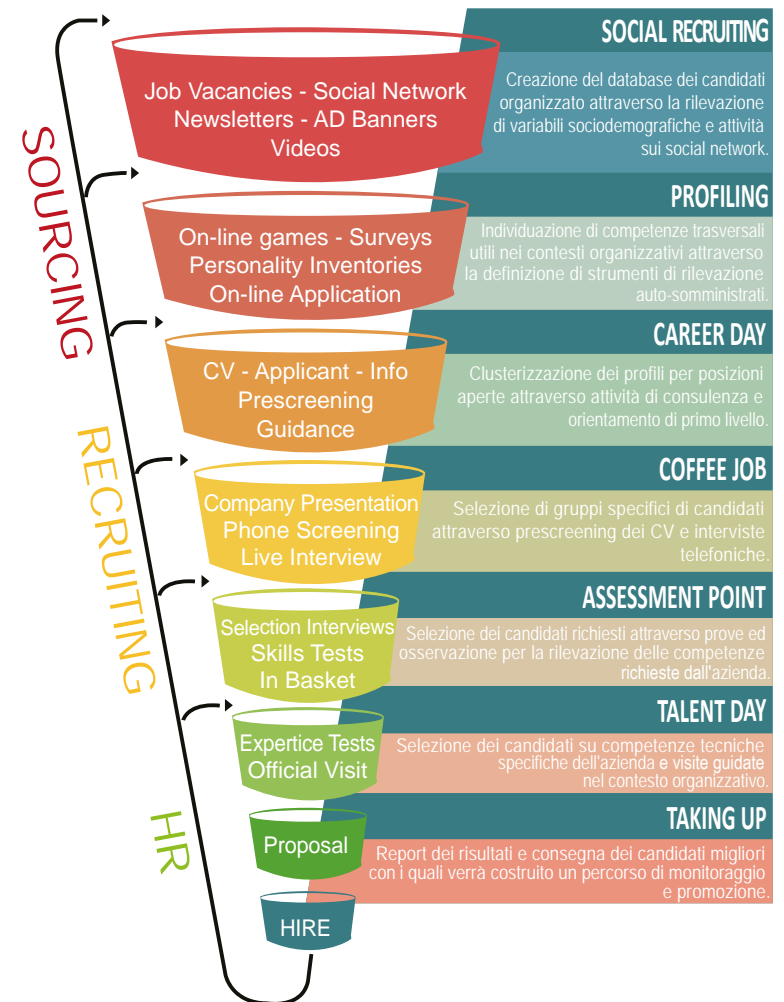 SOCIAL RECRUITING
Job Vacancies - Social Network
Newsletters - AD Banners
Videos
Creazione del database dei candidati
organizzato attraverso la rilevazione
di variabili sociodemografiche e attività
sui social network.
SOURCING
PROFILING
On-line games - Surveys
Personality Inventories
On-line Application
Individuazione di competenze trasversali
utili nei contesti organizzativi attraverso
la definizione di strumenti di rilevazione
auto-somministrati.
CAREER DAY
CV - Applicant - Info
Prescreening
Guidance
Clusterizzazione dei profili per posizioni
aperte attraverso attività di consulenza e
orientamento di primo livello.
RECRUITING
COFFEE JOB
Company Presentation
Phone Screening
Live Interview
Selezione di gruppi specifici di candidati
attraverso prescreening dei CV e interviste
telefoniche.
ASSESSMENT POINT
Selection Interviews
Skills Tests
In Basket
Selezione dei candidati richiesti attraverso prove ed
osservazione per la rilevazione delle competenze
richieste dall'azienda.
TALENT DAY
Expertice Tests
Official Visit
Selezione dei candidati su competenze tecniche
specifiche dell'azienda e visite guidate
nel contesto organizzativo.
HR
TAKING UP
Proposal
Report dei risultati e consegna dei candidati migliori
con i quali verrà costruito un percorso di monitoraggio
e promozione.
HIRE